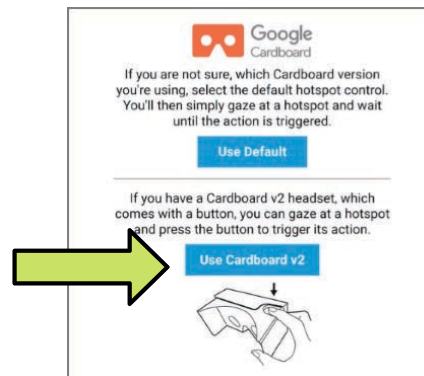 Google
Cardboard
If you are not sure, which Cardboard version
you're using, select the default hotspot control.
You'll then simply gaze at a hotspot and wait
until the action is triggered.
Use Default
If you have a Cardboard v2 headset, which
comes with a button, you can gaze at a hotspot
and press the button to trigger its action.
Use Cardboard v2